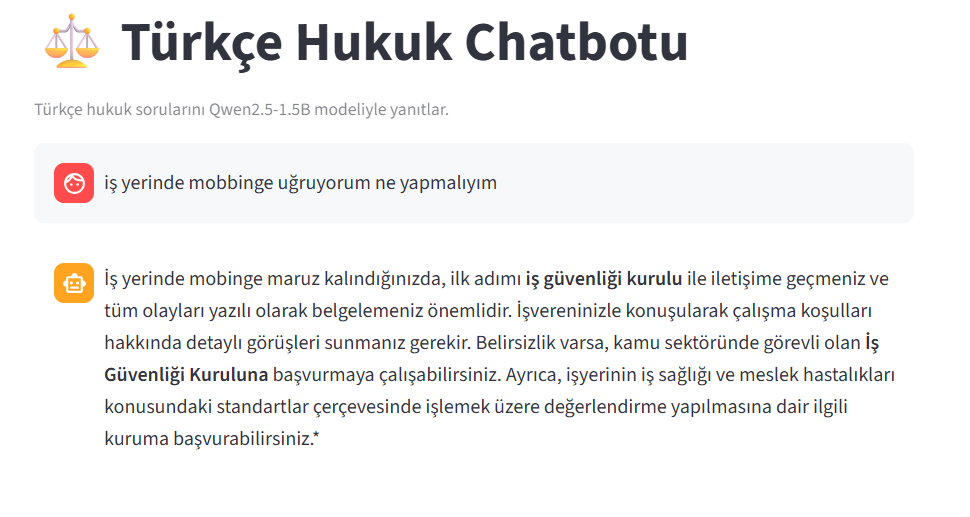 Türkçe Hukuk Chatbotu
Türkçe hukuk sorularını Qwen2.5-1.5B modeliyle yanıtlar.
iş yerinde mobbinge uğruyorum ne yapmalıyım
İş yerinde mobinge maruz kalındığınızda, ilk adımı iş güvenliği kurulu ile iletişime geçmeniz ve
tüm olayları yazılı olarak belgelemeniz önemlidir. İşvereninizle konuşularak çalışma koşulları
hakkında detaylı görüşleri sunmanız gerekir. Belirsizlik varsa, kamu sektöründe görevli olan İş
Güvenliği Kuruluna başvurmaya çalışabilirsiniz. Ayrıca, işyerinin iş sağlığı ve meslek hastalıkları
konusundaki standartlar çerçevesinde işlemek üzere değerlendirme yapılmasına dair ilgili
kuruma başvurabilirsiniz.*